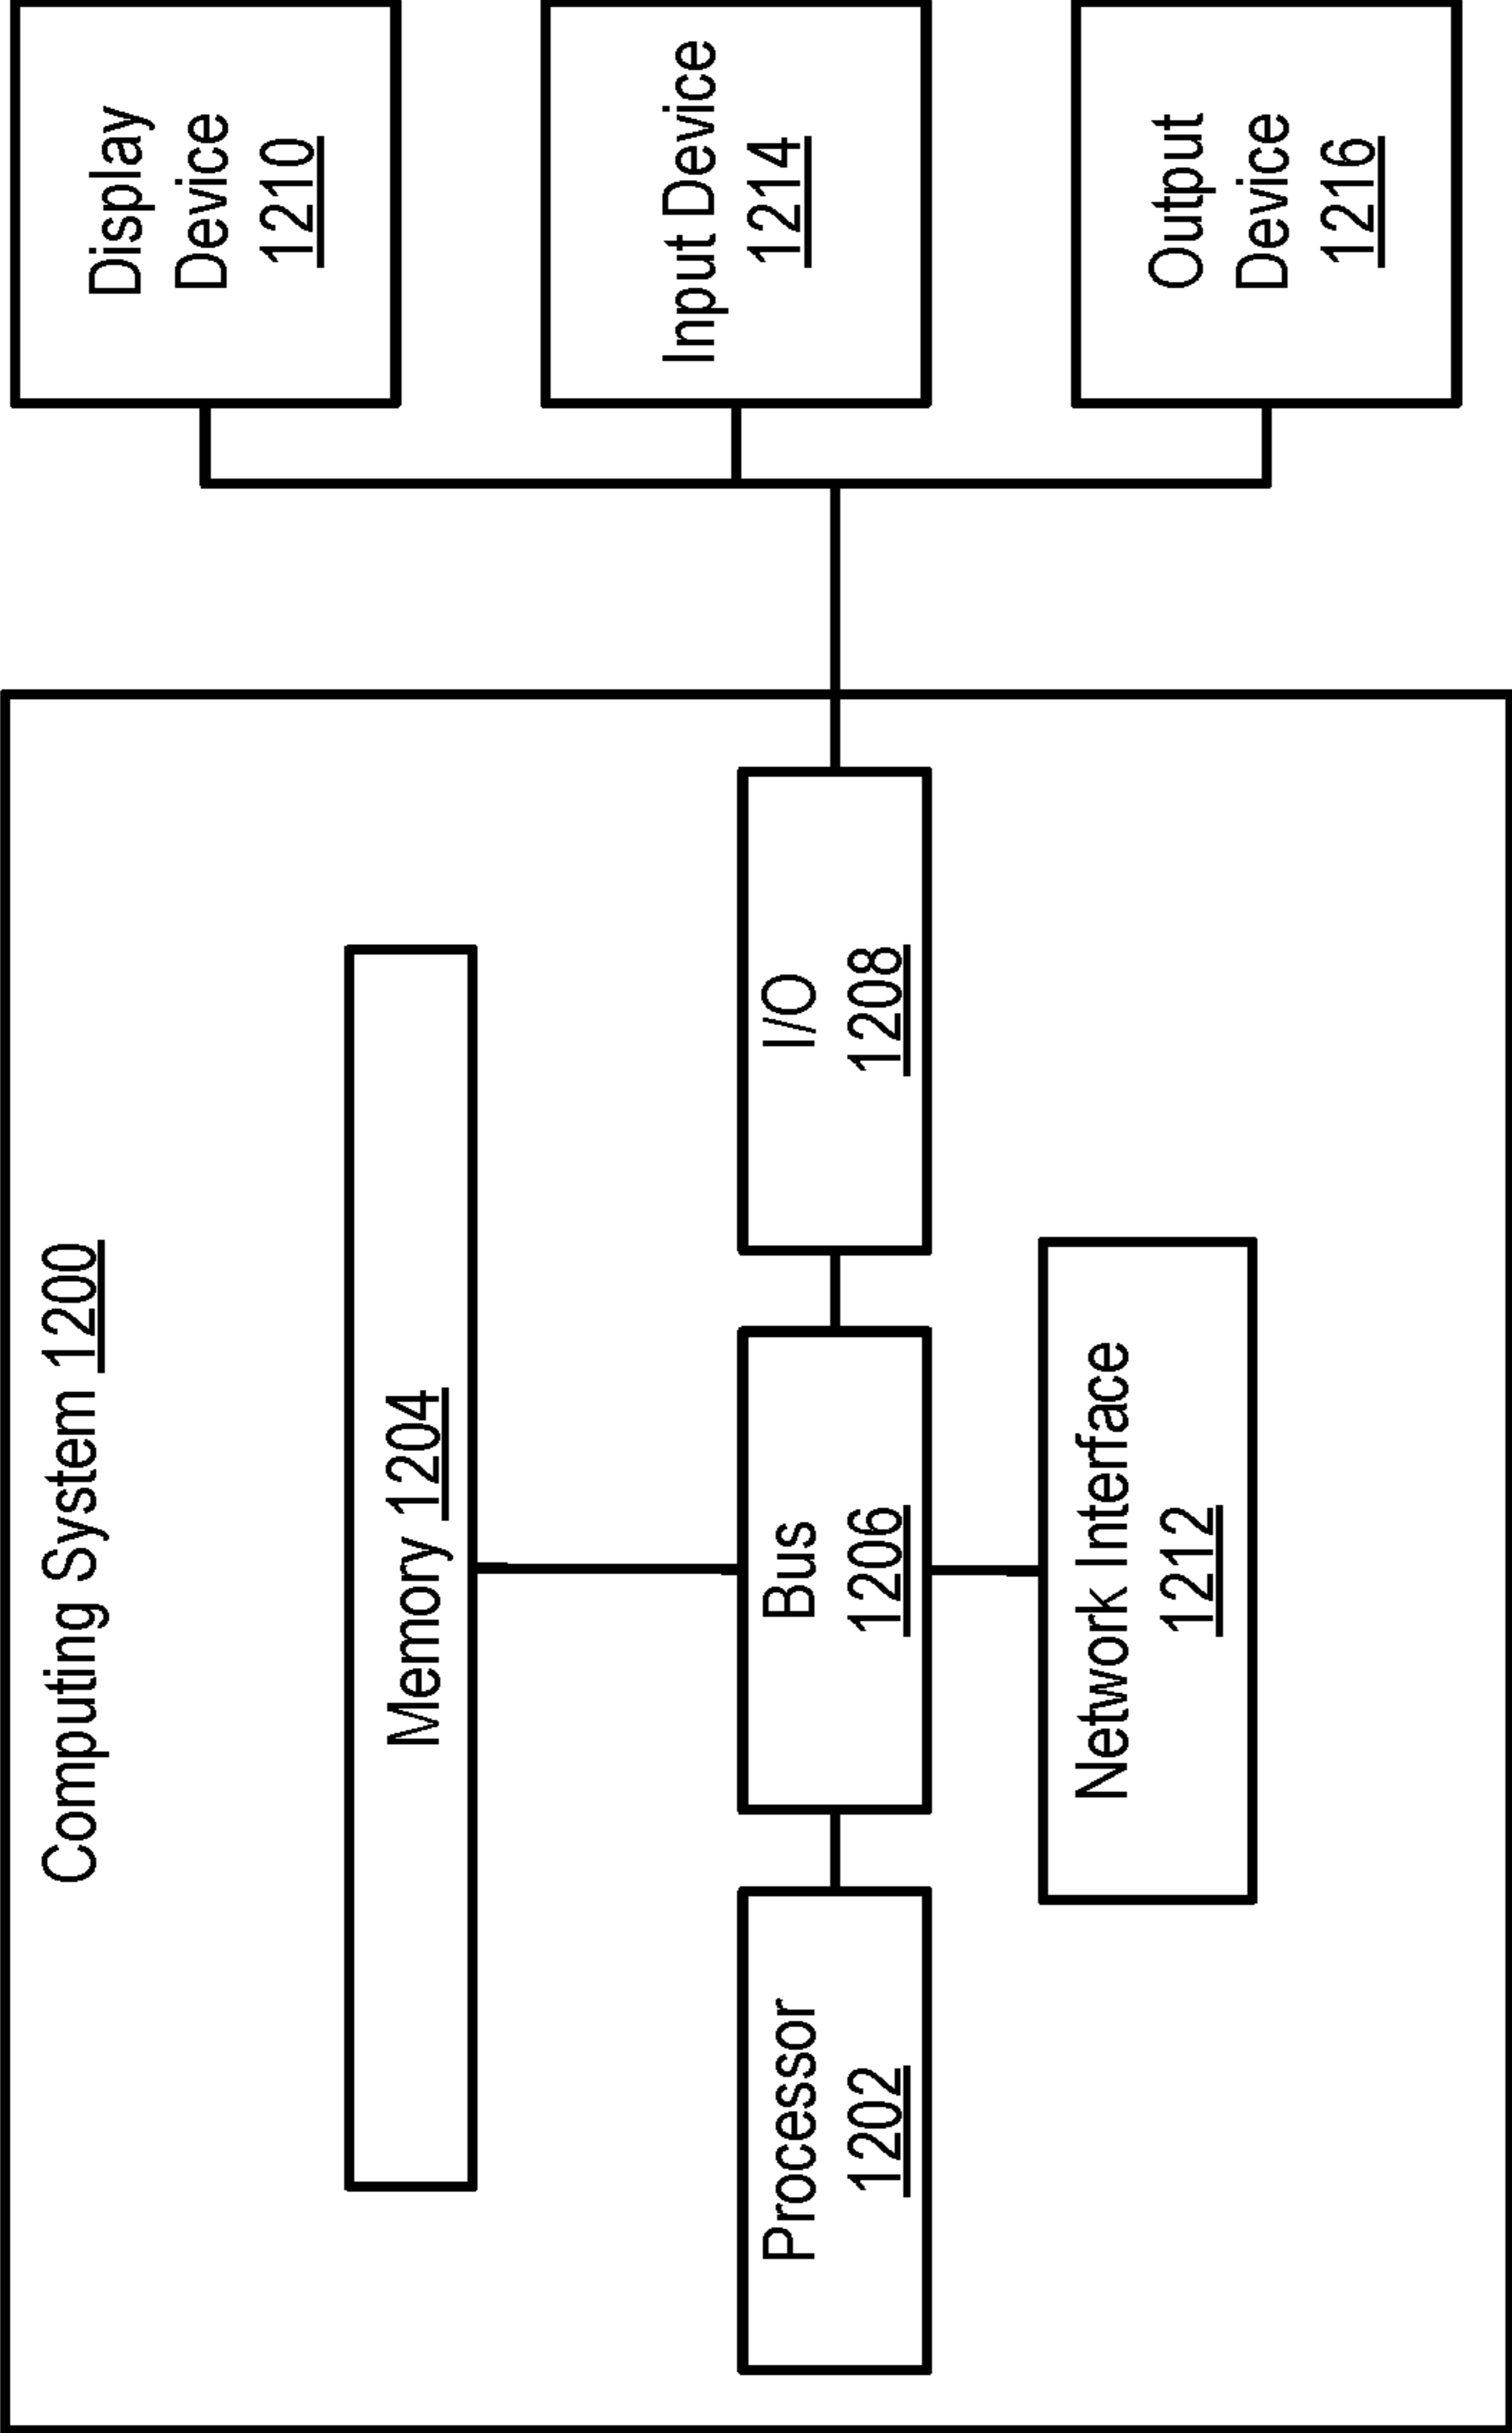 Computing System 1200
Memory 1204
Processor
1202
Bus
1206
I/O
1208
Network Interface
1212
Display
Device
1210
Input Device
1214
Output
Device
1216